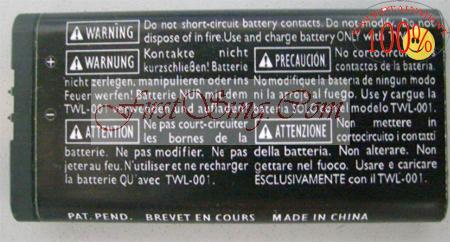 WARNING Do not short-circuit battery contacts. Do not modify. Do not
dispose of in fire. Use and charge battery ONLY with TWL-
WARNUNG Kontakte nicht
kurzschließen! Batterie
nicht zerlegen, manipulieren oder ins
Feuer werfen! Batterie NUR mit dem
TWL-001 verwenden und aufladen.
PRECAUCIÓN No cortocircu
contactos de la batería.
No modifique la batería de ningún modo
ni la arroje al fuego. Use y cargue la
batería SOLO con el modelo TWL-001.
ATTENTION Ne pas court-circuiter
les bornes de la
batterie. Ne pas modifier. Ne pas
jeter au feu. N'utiliser et ne recharger
la batterie QU' avec TWL-001.
ATTENZIONE Non mettere in
cortocircuito i contatti
della batteria. Non alterare. Non
gettare nel fuoco. Usare e caricare
ESCLUSIVAMENTE con il TWL-001.
PAT. PEND. BREVET EN COURS MADE IN CHINA
FirstSing.Com
100%